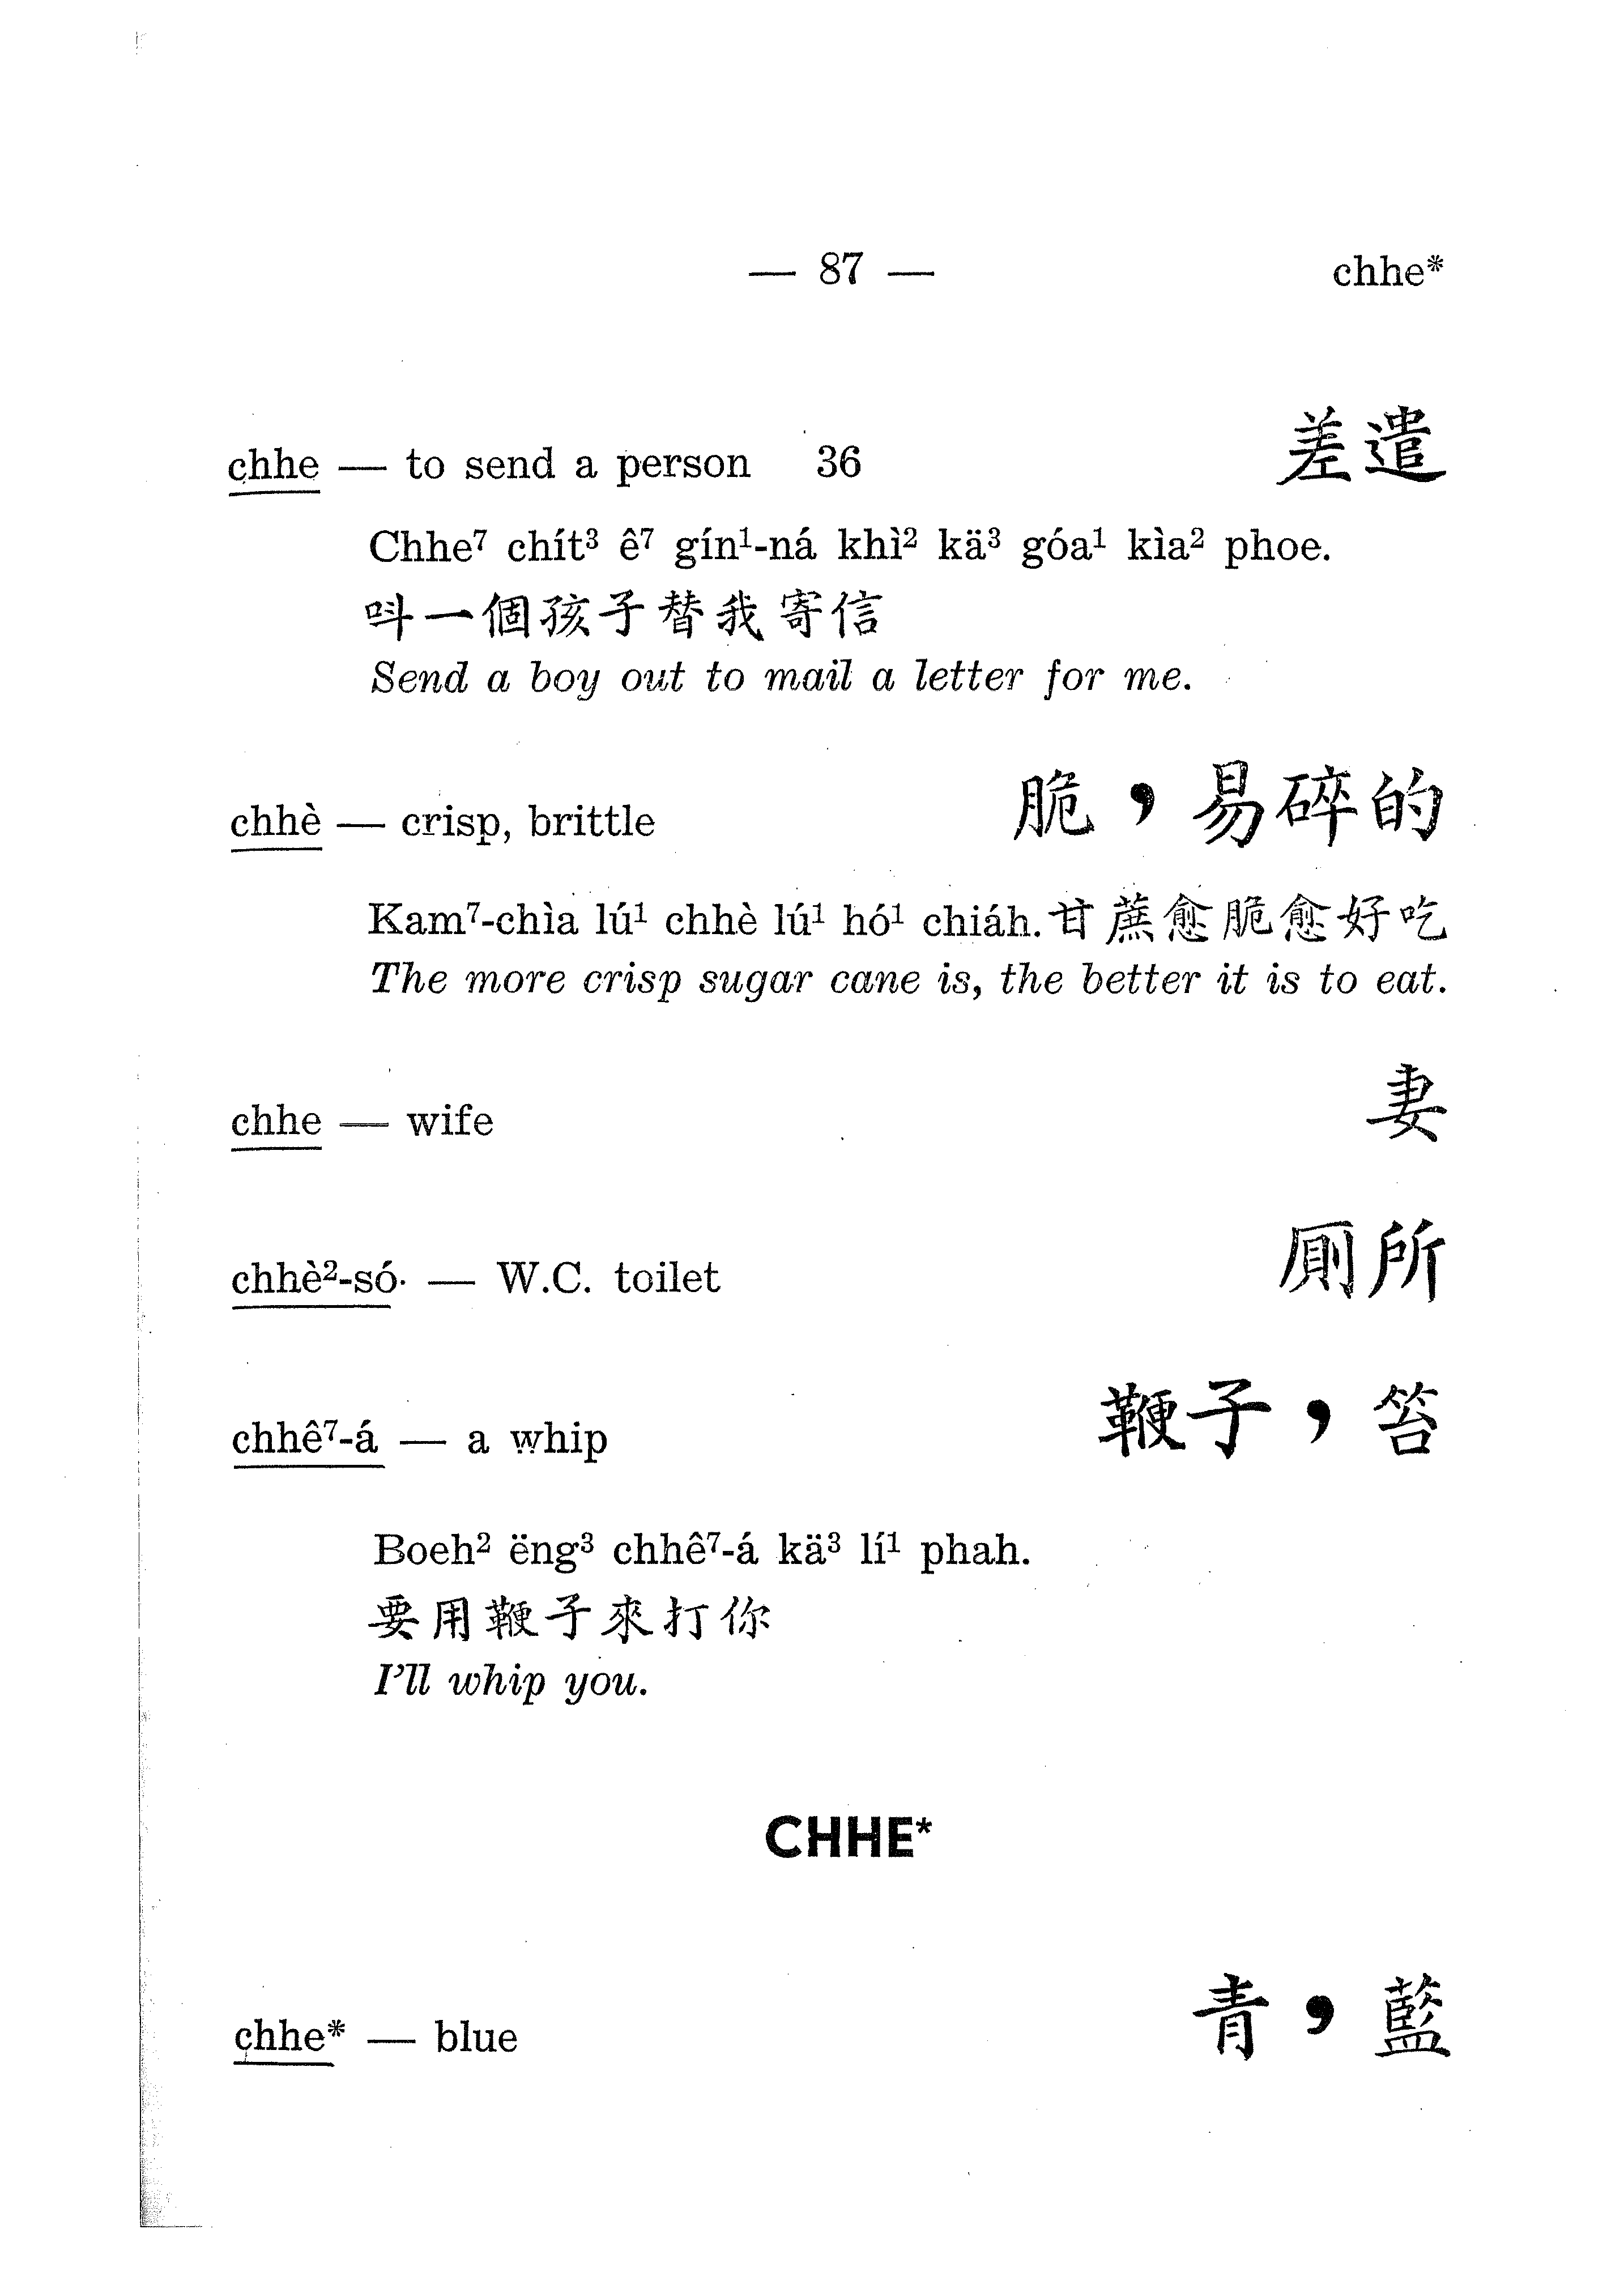 — 87 — chhe*
chhe — to send a person 36 差遣
Chhe⁷ chít³ ê⁷ gín¹-ná khì² kä³ góa¹ kìa² phoe.
呌一個孩子替我寄信
Send a boy out to mail a letter for me.
chhè — crisp, brittle 脆，易碎的
Kam⁷-chìa lú¹ chhè lú¹ hó¹ chiáh. 甘蔗愈脆愈好吃
The more crisp sugar cane is, the better it is to eat.
chhe — wife 妻
chhè²-só· — W.C. toilet 厠所
chhê⁷-á — a whip 鞭子，笞
Boeh² ëng³ chhê⁷-á kä³ lí¹ phah.
要用鞭子來打你
I'll whip you.
CHHE*
chhe* — blue 青，藍